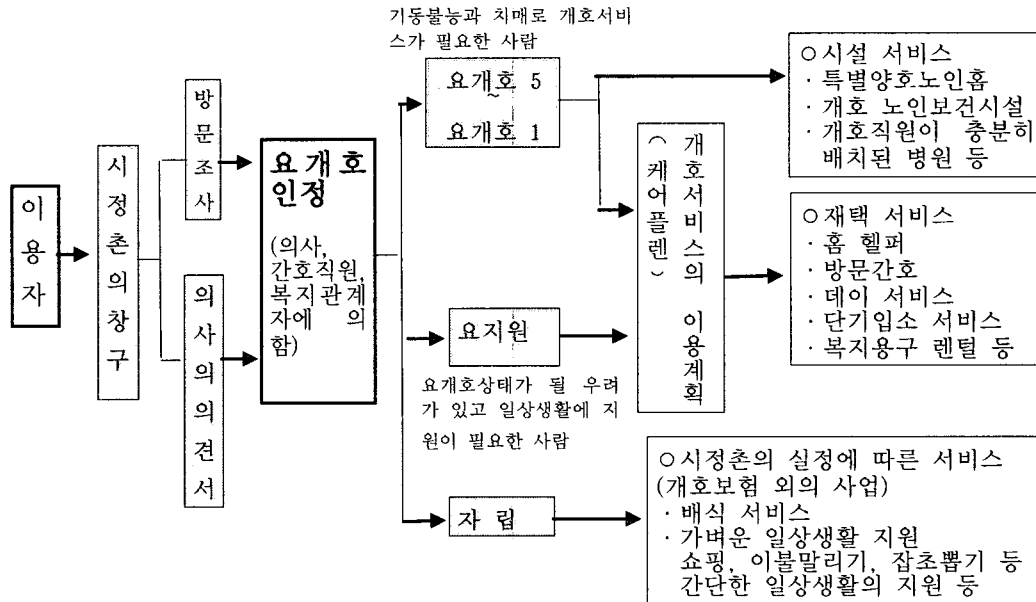 이용자
시정촌의창구
방문조사
의사의의견서
요개호
인정
(의사,
간호직원,
복지관계
자에 의
함)
기동불능과 치매로 개호서비
스가 필요한 사람
요개호 5
~
요개호 1
요지원
요개호상태가 될 우려
가 있고 일상생활에 지
원이 필요한 사람
자 립
개호서비스의 이용계획
(케어플렌)
○시설 서비스
· 특별양호노인홈
· 개호 노인보건시설
· 개호직원이 충분히
배치된 병원 등
○재택 서비스
· 홈 헬퍼
· 방문간호
· 데이 서비스
· 단기입소 서비스
· 복지용구 렌털 등
○시정촌의 실정에 따른 서비스
(개호보험 외의 사업)
· 배식 서비스
· 가벼운 일상생활 지원
쇼핑, 이불말리기, 잡초뽑기 등
간단한 일상생활의 지원 등